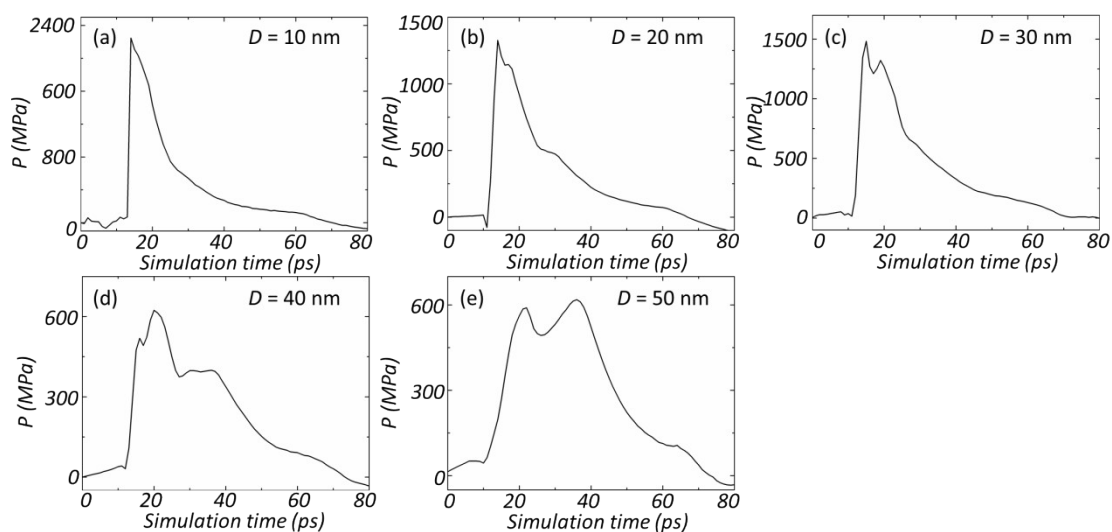 2400
1600
800
0
P (MPa)
(a)
D = 10 nm
0 20 40 60 80
Simulation time (ps)
1500
1250
1000
500
0
P (MPa)
(b)
D = 20 nm
0 20 40 60 80
Simulation time (ps)
1500
1000
500
0
P (MPa)
(c)
D = 30 nm
0 20 40 60 80
Simulation time (ps)
600
300
0
P (MPa)
(d)
D = 40 nm
0 20 40 60 80
Simulation time (ps)
600
300
0
P (MPa)
(e)
D = 50 nm
0 20 40 60 80
Simulation time (ps)